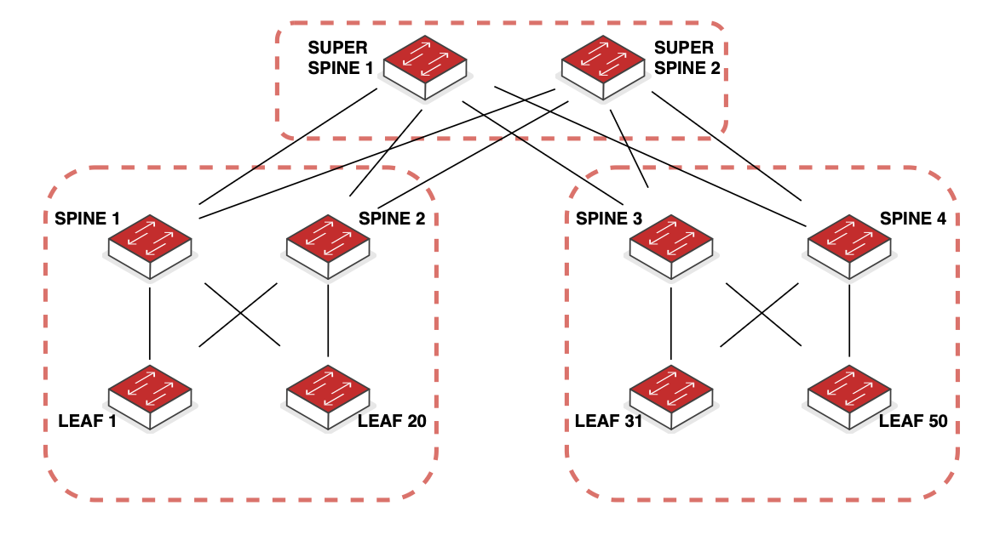 SUPER
SPINE 1
SUPER
SPINE 2
SPINE 1
SPINE 2
SPINE 3
SPINE 4
LEAF 1
LEAF 20
LEAF 31
LEAF 50